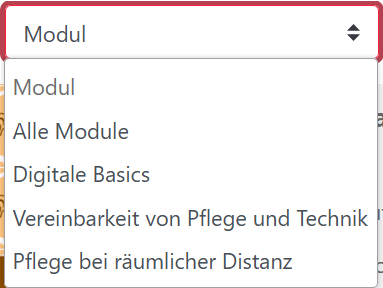 Modul
Modul
Alle Module
Digitale Basics
Vereinbarkeit von Pflege und Technik
Pflege bei räumlicher Distanz